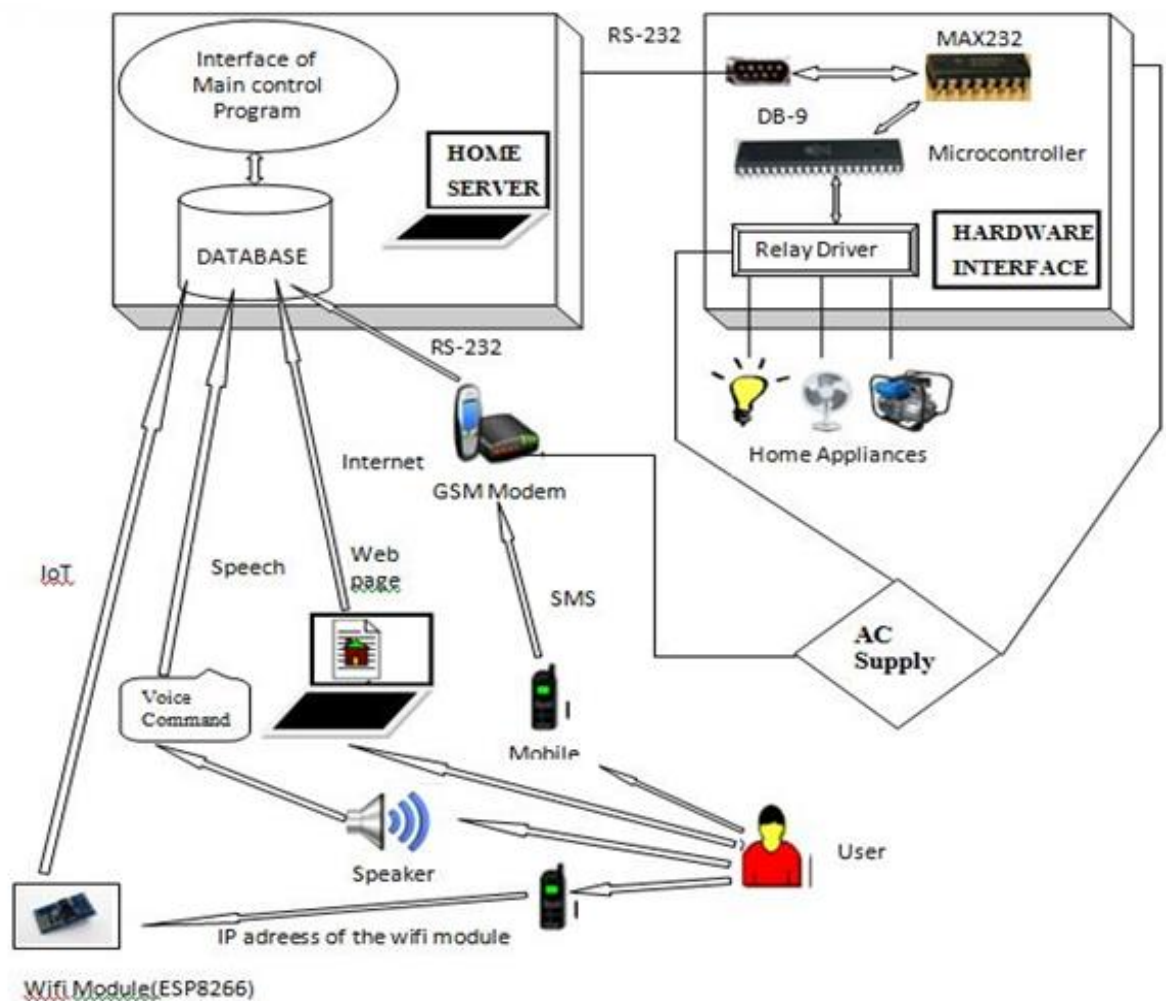 Interface of
Main control
Program
HOME
SERVER
DATABASE
RS-232
MAX232
DB-9
Microcontroller
Relay Driver
HARDWARE
INTERFACE
Home Appliances
RS-232
Internet
GSM Modem
IoT
Speech
Web
page
SMS
AC
Supply
Voice
Command
Mobile
Speaker
User
IP adreess of the wifi module
Wifi Module(ESP8266)